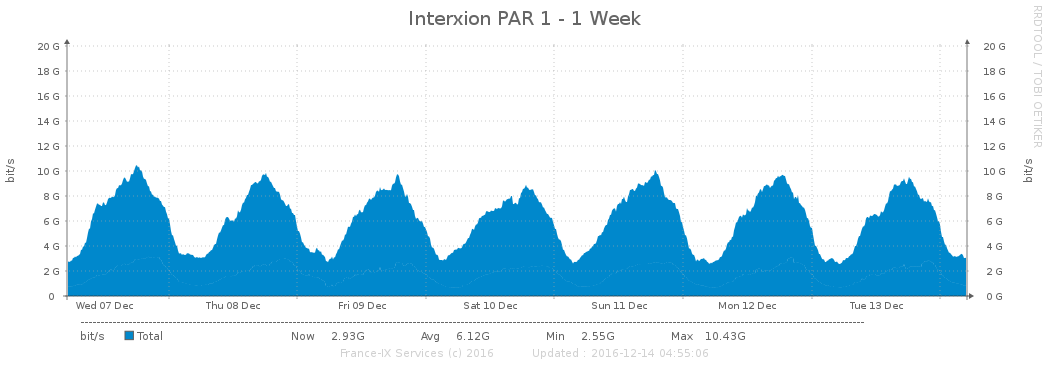 Interxion PAR 1 - 1 Week
RRDTOOL / TOBI OETIKER
20 G 20 G
18 G 18 G
16 G 16 G
14 G 14 G
12 G 12 G
10 G 10 G
8 G 8 G
6 G 6 G
4 G 4 G
2 G 2 G
0 0 G
bit/s bit/s
Wed 07 Dec Thu 08 Dec Fri 09 Dec Sat 10 Dec Sun 11 Dec Mon 12 Dec Tue 13 Dec
bit/s Total Now 2.93G Avg 6.12G Min 2.55G Max 10.43G
France-IX Services (c) 2016 Updated : 2016-12-14 04:55:06